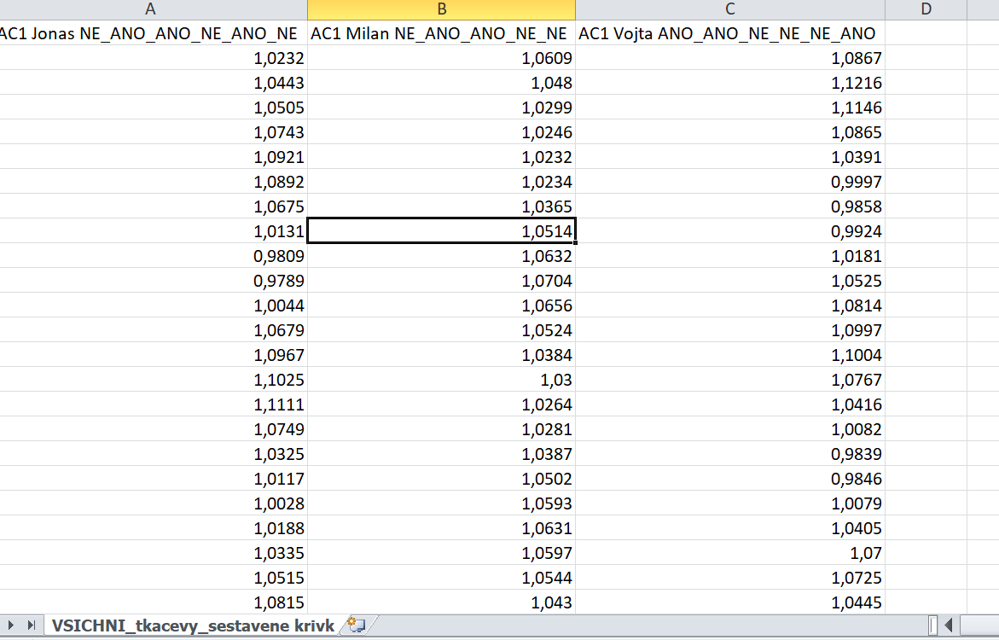 A B C D
AC1 Jonas NE_ANO_ANO_NE_ANO_NE AC1 Milan NE_ANO_ANO_NE_NE AC1 Vojta ANO_ANO_NE_NE_NE_ANO
1,0232 1,0609 1,0867
1,0443 1,048 1,1216
1,0505 1,0299 1,1146
1,0743 1,0246 1,0865
1,0921 1,0232 1,0391
1,0892 1,0234 0,9997
1,0675 1,0365 0,9858
1,0131 1,0514 0,9924
0,9809 1,0632 1,0181
0,9789 1,0704 1,0525
1,0044 1,0656 1,0814
1,0679 1,0524 1,0997
1,0967 1,0384 1,1004
1,1025 1,03 1,0767
1,1111 1,0264 1,0416
1,0749 1,0281 1,0082
1,0325 1,0387 0,9839
1,0117 1,0502 0,9846
1,0028 1,0593 1,0079
1,0188 1,0631 1,0405
1,0335 1,0597 1,07
1,0515 1,0544 1,0725
1,0815 1,043 1,0445
VSICHNI_tkacevy_sestavene krivk